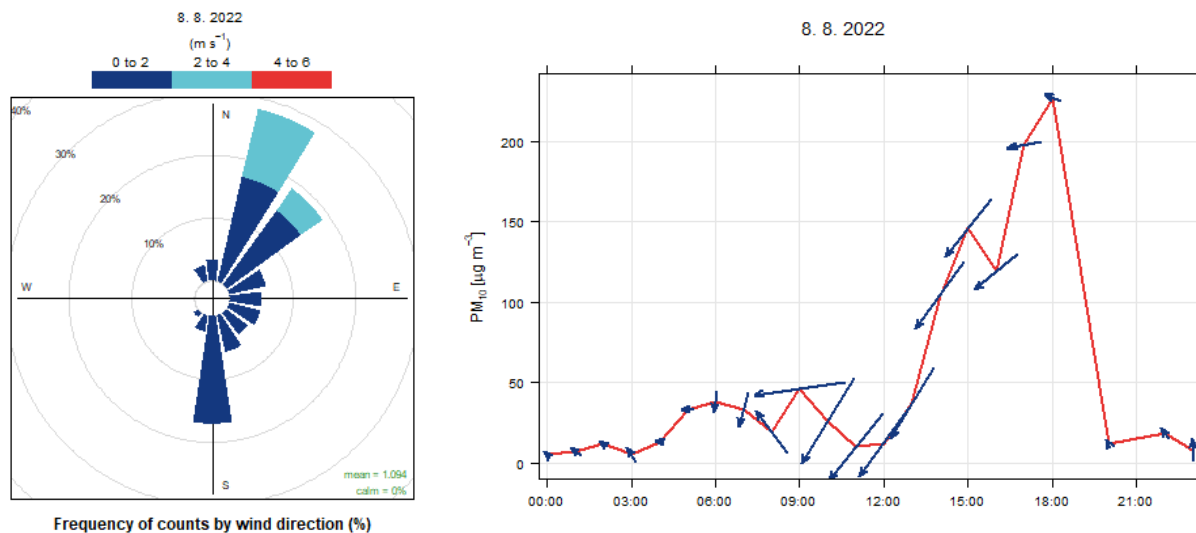 8. 8. 2022
(m s⁻¹)
0 to 2 2 to 4 4 to 6
40%
30%
20%
10%
N
W
E
S
mean = 1.094
calm = 0%
Frequency of counts by wind direction (%)
8. 8. 2022
PM₁₀ [µg m⁻³]
200
150
100
50
0
00:00 03:00 06:00 09:00 12:00 15:00 18:00 21:00